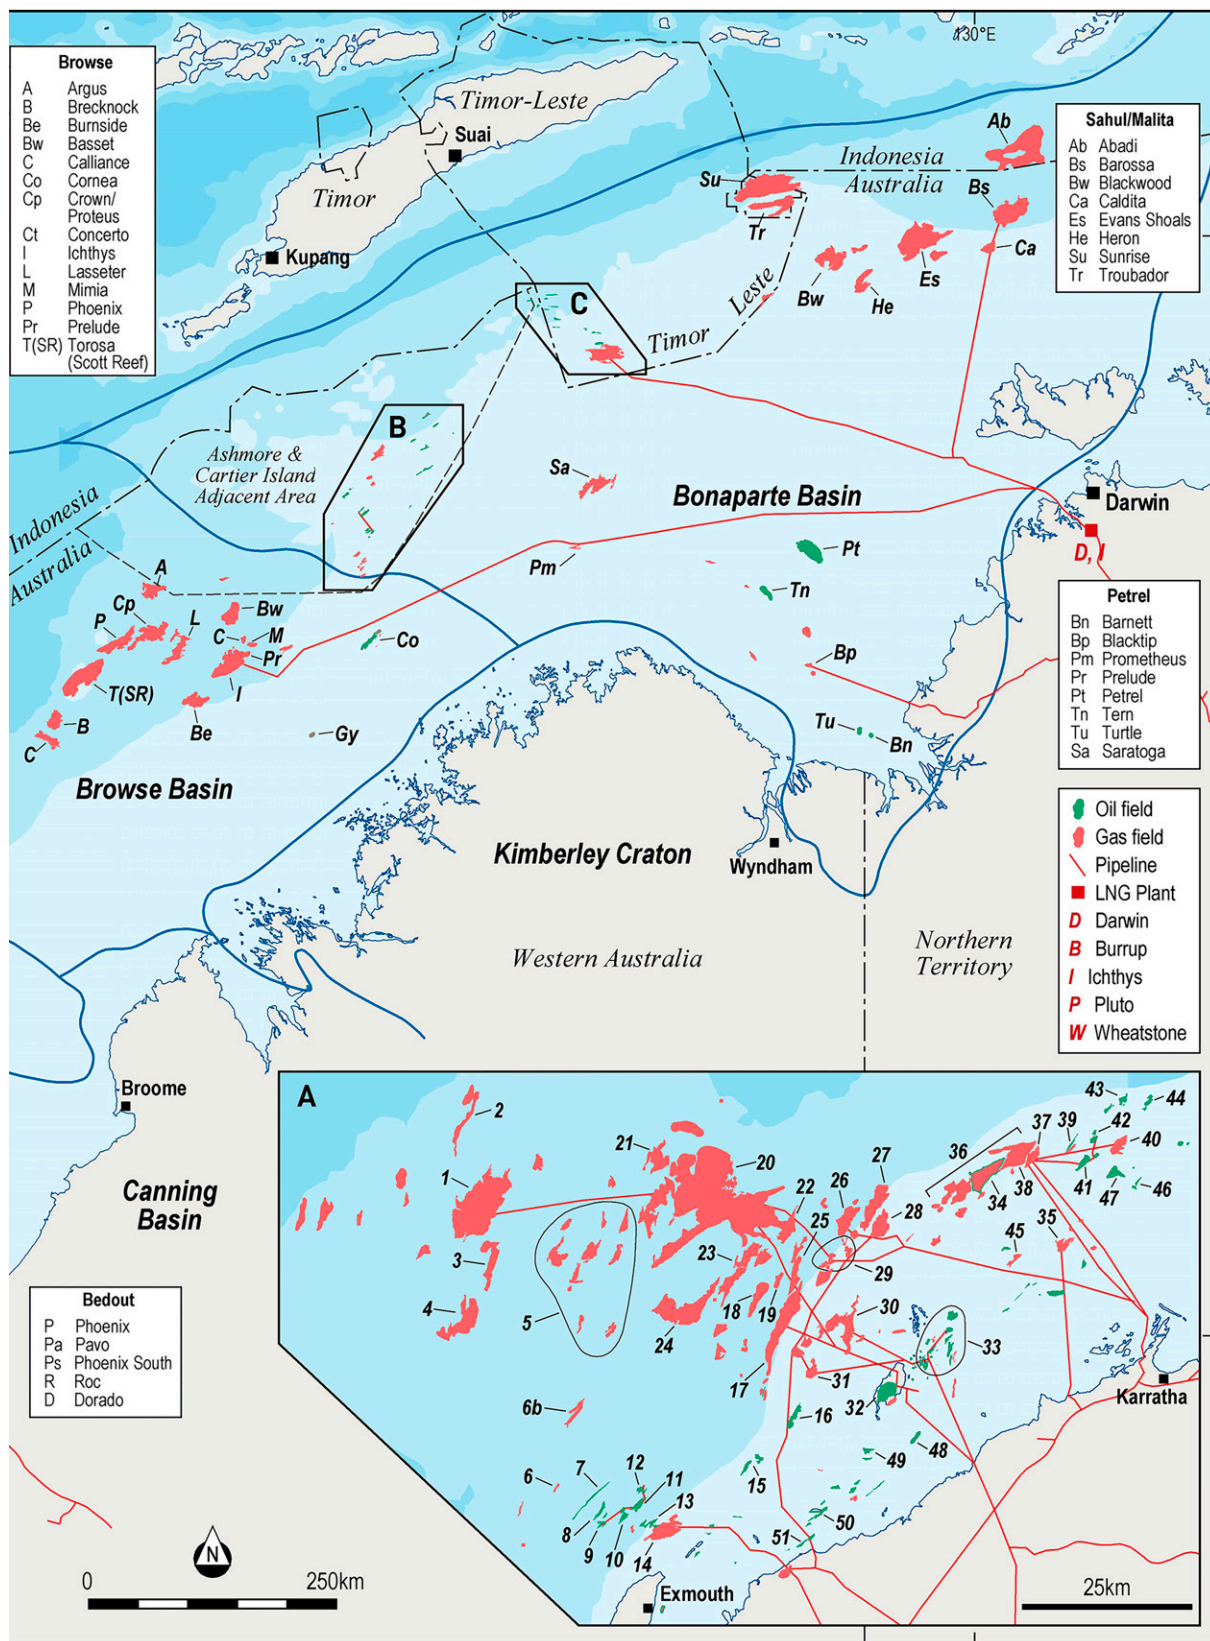 130°E
Browse
A Argus
B Brecknock
Be Burnside
Bw Basset
C Calliance
Co Cornea
Cp Crown/
Proteus
Ct Concerto
I Ichthys
L Lasseter
M Mimia
P Phoenix
Pr Prelude
T(SR) Torosa
(Scott Reef)
Timor-Leste
Suai
Timor
Kupang
Sahul/Malita
Ab Abadi
Bs Barossa
Bw Blackwood
Ca Caldita
Es Evans Shoals
He Heron
Su Sunrise
Tr Troubador
Ab
Indonesia
Australia
Su
Bs
Tr
Ca
Es
Bw
He
Leste
Timor
C
B
Ashmore &
Cartier Island
Adjacent Area
Sa
Bonaparte Basin
Darwin
D, I
Indonesia
Australia
Pt
Pm
Tn
A
Cp
P
L
Bw
C
M
Pr
Co
T(SR)
I
Bp
B
C
Be
Gy
Tu
Bn
Browse Basin
Petrel
Bn Barnett
Bp Blacktip
Pm Prometheus
Pr Prelude
Pt Petrel
Tn Tern
Tu Turtle
Sa Saratoga
Oil field
Gas field
Pipeline
LNG Plant
D Darwin
B Burrup
I Ichthys
P Pluto
W Wheatstone
Kimberley Craton
Wyndham
Western Australia
Northern
Territory
Broome
Canning
Basin
Bedout
P Phoenix
Pa Pavo
Ps Phoenix South
R Roc
D Dorado
N
0
250km
A
2
43
44
21
20
36
37
39
42
40
1
27
26
22
25
28
34
38
41
47
46
35
45
3
23
29
4
5
18
19
24
30
33
17
31
32
6b
16
Karratha
48
49
15
6
7
12
11
13
8
9
10
14
50
51
Exmouth
25km